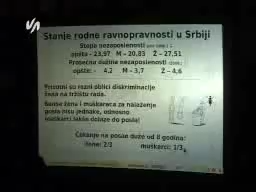 Stanje rodne ravnopravnosti u Srbiji
Stopa nezaposlenosti
opšta - 23,97 M - 20,83 Ž - 27,51
Prosečna dužina nezaposlenosti
opšte: - 4,2 M - 3,7 Ž - 4,6
Prisutni su razni oblici diskriminacije
žena na tržištu rada.
šanse žena i muškaraca za nalaženje
posla nisu jednake, odnosno
muškarci lakše dolaze do posla!
Čekanje na posao duže od 8 godina:
žene: 2/3 muškarci: 1/3